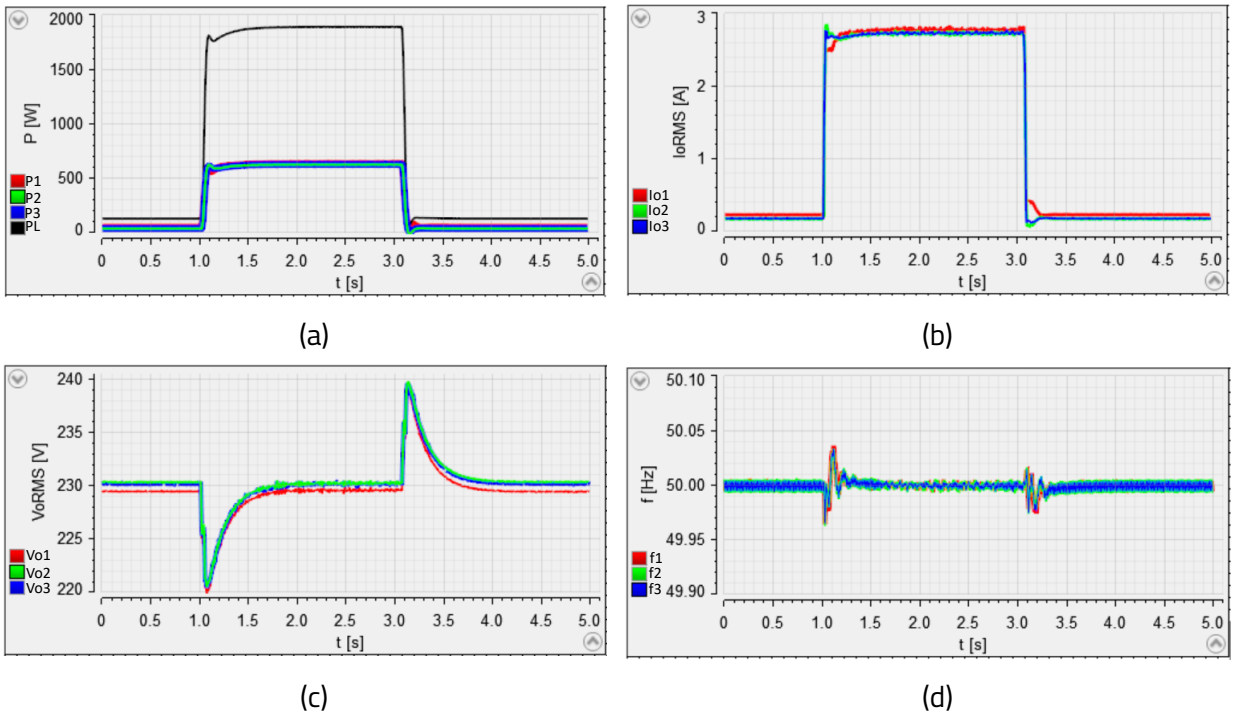 2000
1500
1000
500
0
P [W]
P1
P2
P3
PL
0 0.5 1.0 1.5 2.0 2.5 3.0 3.5 4.0 4.5 5.0
t [s]
(a)
3
2
1
0
IoRMS [A]
Io1
Io2
Io3
0 0.5 1.0 1.5 2.0 2.5 3.0 3.5 4.0 4.5 5.0
t [s]
(b)
240
235
230
225
220
VoRMS [V]
Vo1
Vo2
Vo3
0 0.5 1.0 1.5 2.0 2.5 3.0 3.5 4.0 4.5 5.0
t [s]
(c)
50.10
50.05
50.00
49.95
49.90
f [Hz]
f1
f2
f3
0 0.5 1.0 1.5 2.0 2.5 3.0 3.5 4.0 4.5 5.0
t [s]
(d)